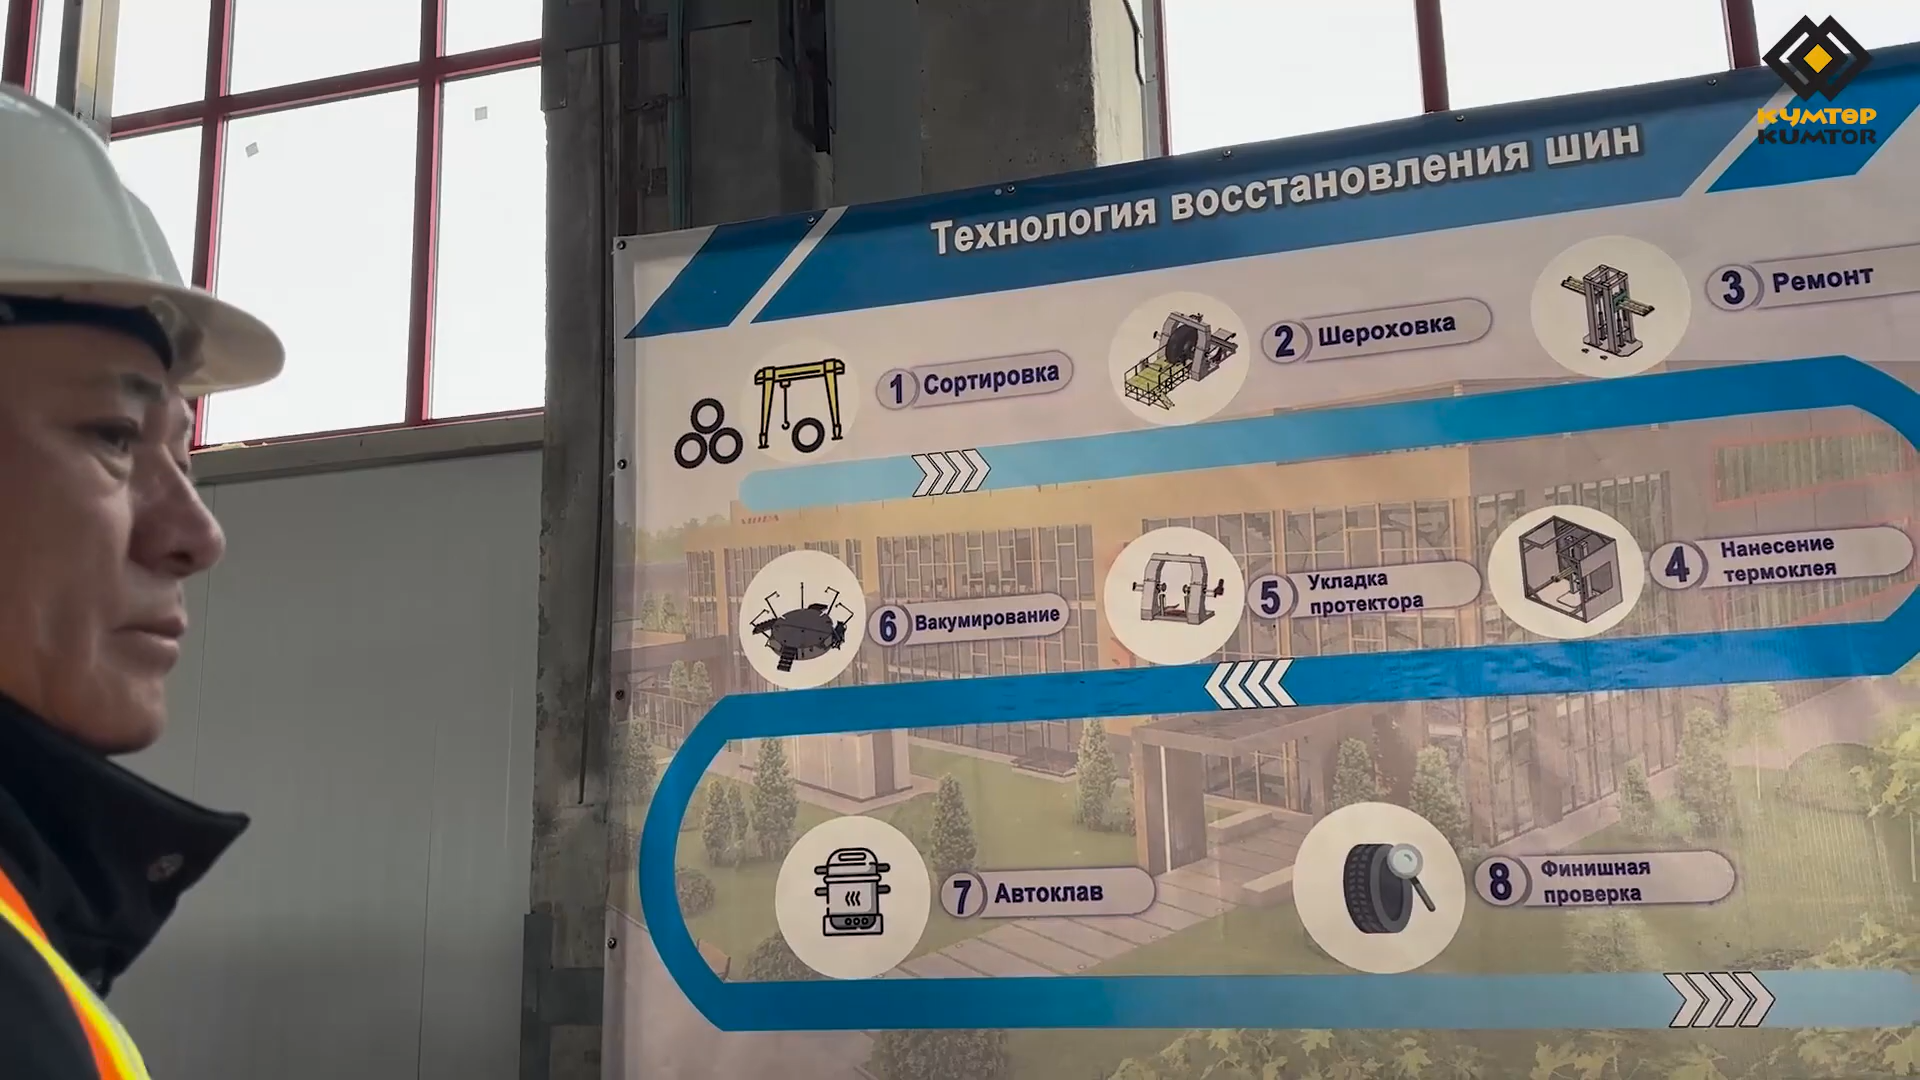 КУМТӨР
KUMTOR
Технология восстановления шин
1 Сортировка
2 Шероховка
3 Ремонт
4 Нанесение
термоклея
5 Укладка
протектора
6 Вакумирование
7 Автоклав
8 Финишная
проверка